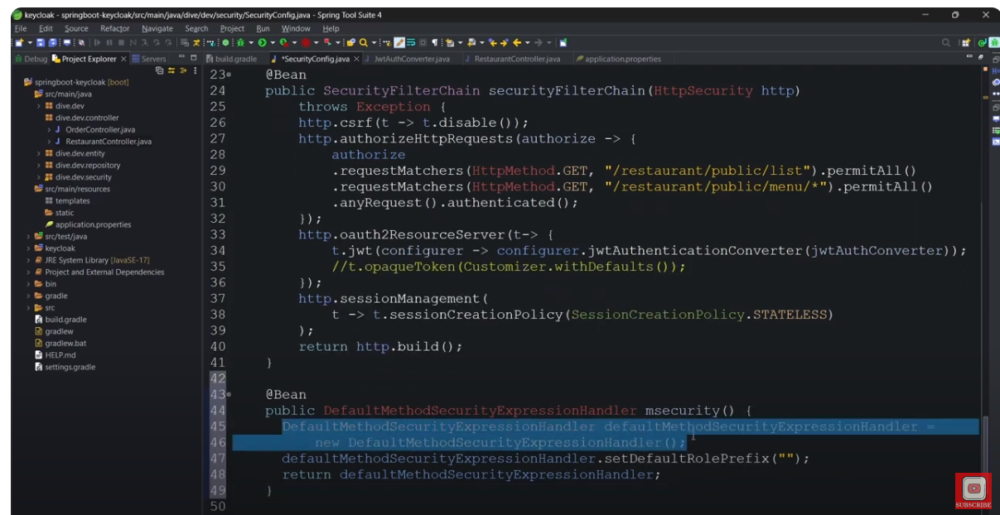 keycloak - springboot-keycloak/src/main/java/dive/dev/security/SecurityConfig.java - Spring Tool Suite 4
File Edit Source Refactor Navigate Search Project Run Window Help
Debug Project Explorer Servers
build.gradle *SecurityConfig.java JwtAuthConverter.java RestaurantController.java application.properties
springboot-keycloak [boot]
src/main/java
dive.dev
dive.dev.controller
OrderController.java
RestaurantController.java
dive.dev.entity
dive.dev.repository
dive.dev.security
src/main/resources
templates
static
application.properties
src/test/java
keycloak
JRE System Library [JavaSE-17]
Project and External Dependencies
bin
gradle
src
build.gradle
gradlew
gradlew.bat
HELP.md
settings.gradle
23 @Bean
24 public SecurityFilterChain securityFilterChain(HttpSecurity http)
25 throws Exception {
26 http.csrf(t -> t.disable());
27 http.authorizeHttpRequests(authorize -> {
28 authorize
29 .requestMatchers(HttpMethod.GET, "/restaurant/public/list").permitAll()
30 .requestMatchers(HttpMethod.GET, "/restaurant/public/menu/*").permitAll()
31 .anyRequest().authenticated();
32 });
33 http.oauth2ResourceServer(t-> {
34 t.jwt(configurer -> configurer.jwtAuthenticationConverter(jwtAuthConverter));
35 //t.opaqueToken(Customizer.withDefaults());
36 });
37 http.sessionManagement(
38 t -> t.sessionCreationPolicy(SessionCreationPolicy.STATELESS)
39 );
40 return http.build();
41 }
42
43 @Bean
44 public DefaultMethodSecurityExpressionHandler msecurity() {
45 DefaultMethodSecurityExpressionHandler defaultMethodSecurityExpressionHandler =
46 new DefaultMethodSecurityExpressionHandler();
47 defaultMethodSecurityExpressionHandler.setDefaultRolePrefix("");
48 return defaultMethodSecurityExpressionHandler;
49 }
50
SUBSCRIBE